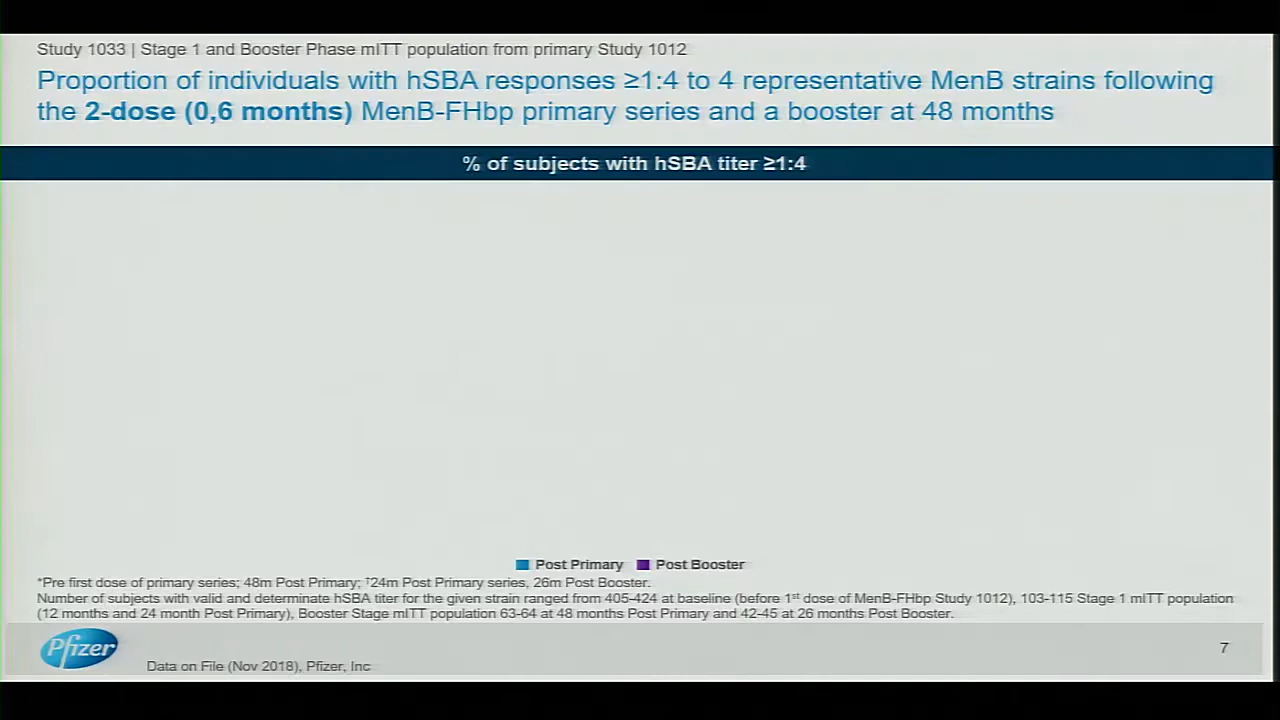 Study 1033 | Stage 1 and Booster Phase mITT population from primary Study 1012
Proportion of individuals with hSBA responses ≥1:4 to 4 representative MenB strains following
the 2-dose (0,6 months) MenB-FHbp primary series and a booster at 48 months
% of subjects with hSBA titer ≥1:4
Post Primary Post Booster
*Pre first dose of primary series; 48m Post Primary; †24m Post Primary series, 26m Post Booster.
Number of subjects with valid and determinate hSBA titer for the given strain ranged from 405-424 at baseline (before 1st dose of MenB-FHbp Study 1012), 103-115 Stage 1 mITT population
(12 months and 24 month Post Primary), Booster Stage mITT population 63-64 at 48 months Post Primary and 42-45 at 26 months Post Booster.
Pfizer
7
Data on File (Nov 2018), Pfizer, Inc